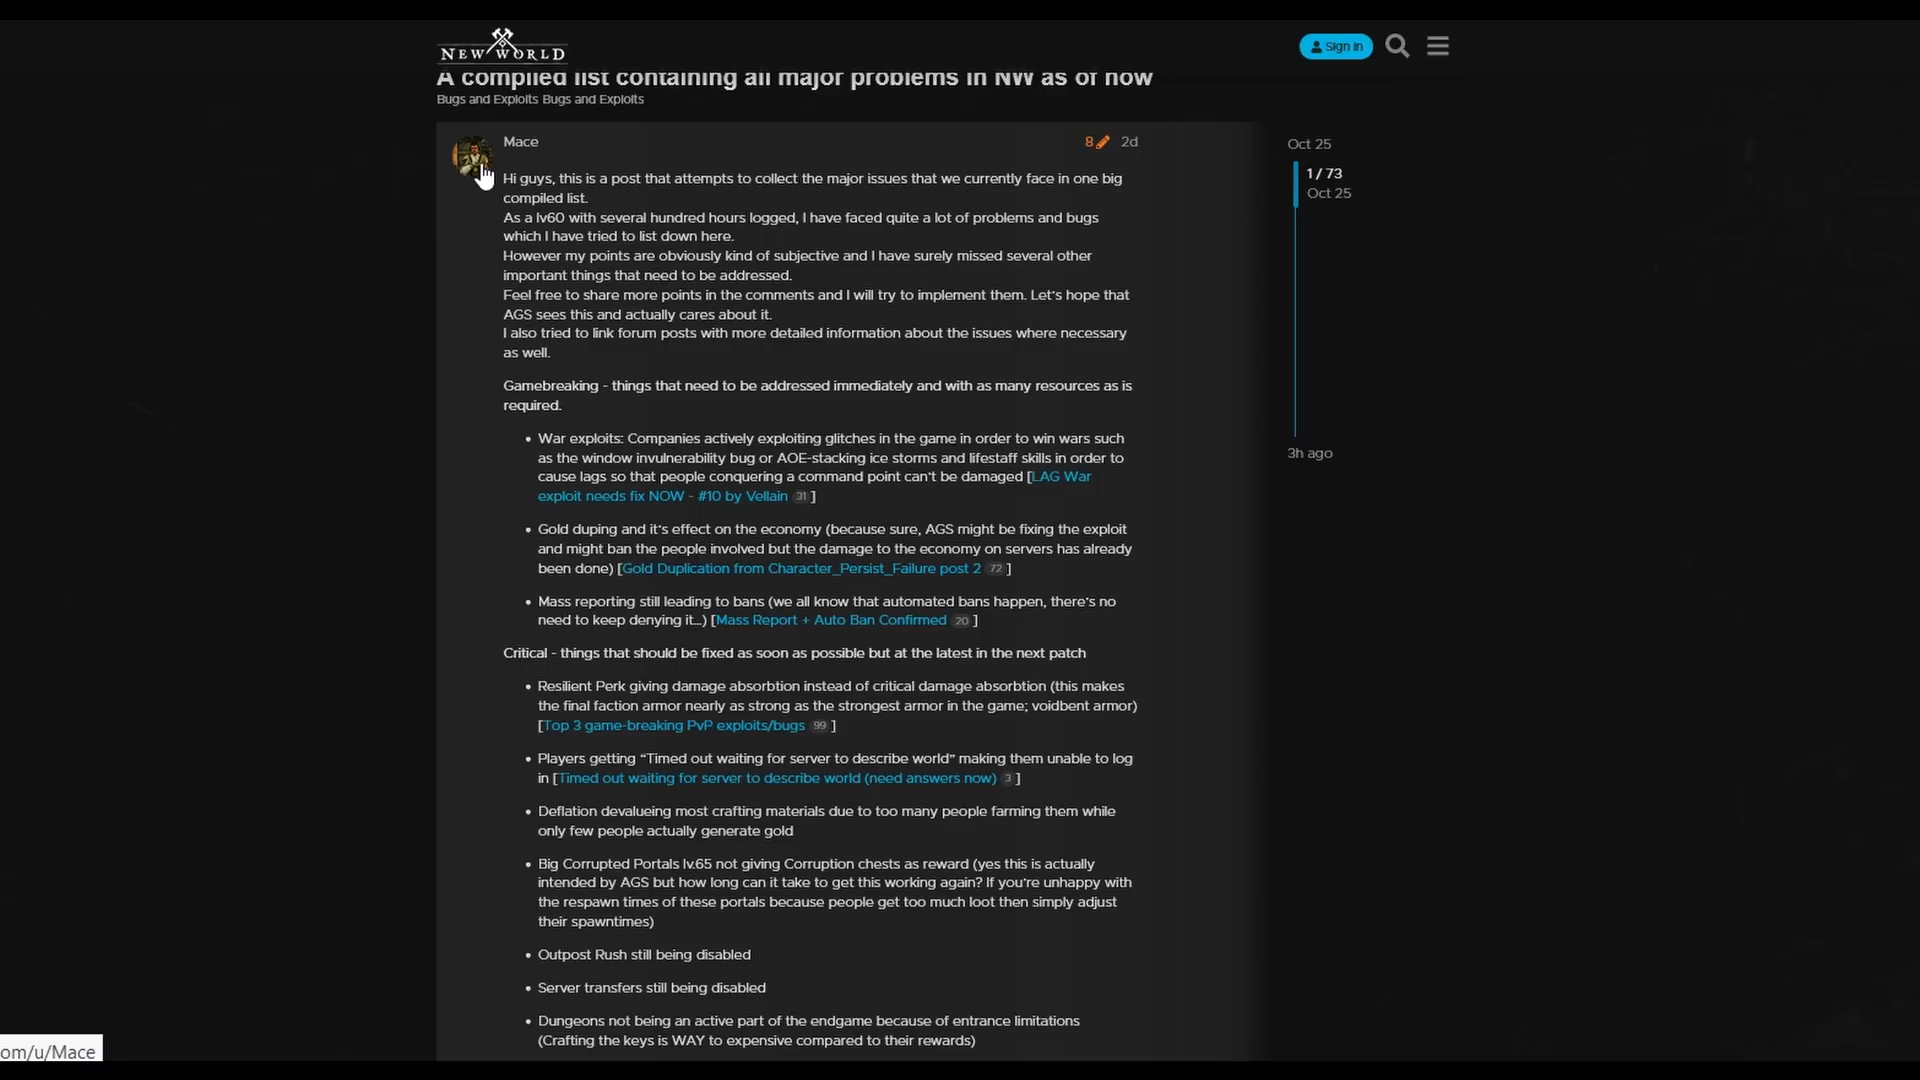 NEW WORLD
Sign In
A compiled list containing all major problems in NW as of now
Bugs and Exploits Bugs and Exploits
Mace
8
2d
Hi guys, this is a post that attempts to collect the major issues that we currently face in one big
compiled list.
As a lv60 with several hundred hours logged, I have faced quite a lot of problems and bugs
which I have tried to list down here.
However my points are obviously kind of subjective and I have surely missed several other
important things that need to be addressed.
Feel free to share more points in the comments and I will try to implement them. Let's hope that
AGS sees this and actually cares about it.
I also tried to link forum posts with more detailed information about the issues where necessary
as well.
Gamebreaking - things that need to be addressed immediately and with as many resources as is
required.
• War exploits: Companies actively exploiting glitches in the game in order to win wars such
as the window invulnerability bug or AOE-stacking ice storms and lifestaff skills in order to
cause lags so that people conquering a command point can't be damaged [LAG War
exploit needs fix NOW - #10 by Vellain 31 ]
• Gold duping and it's effect on the economy (because sure, AGS might be fixing the exploit
and might ban the people involved but the damage to the economy on servers has already
been done) [Gold Duplication from Character_Persist_Failure post 2 72 ]
• Mass reporting still leading to bans (we all know that automated bans happen, there's no
need to keep denying it…) [Mass Report + Auto Ban Confirmed 20 ]
Critical - things that should be fixed as soon as possible but at the latest in the next patch
• Resilient Perk giving damage absorbtion instead of critical damage absorbtion (this makes
the final faction armor nearly as strong as the strongest armor in the game; voidbent armor)
[Top 3 game-breaking PvP exploits/bugs 99 ]
• Players getting “Timed out waiting for server to describe world” making them unable to log
in [Timed out waiting for server to describe world (need answers now) 3 ]
• Deflation devalueing most crafting materials due to too many people farming them while
only few people actually generate gold
• Big Corrupted Portals lv.65 not giving Corruption chests as reward (yes this is actually
intended by AGS but how long can it take to get this working again? If you're unhappy with
the respawn times of these portals because people get too much loot then simply adjust
their spawntimes)
• Outpost Rush still being disabled
• Server transfers still being disabled
• Dungeons not being an active part of the endgame because of entrance limitations
(Crafting the keys is WAY to expensive compared to their rewards)
Oct 25
1 / 73
Oct 25
3h ago
om/u/Mace